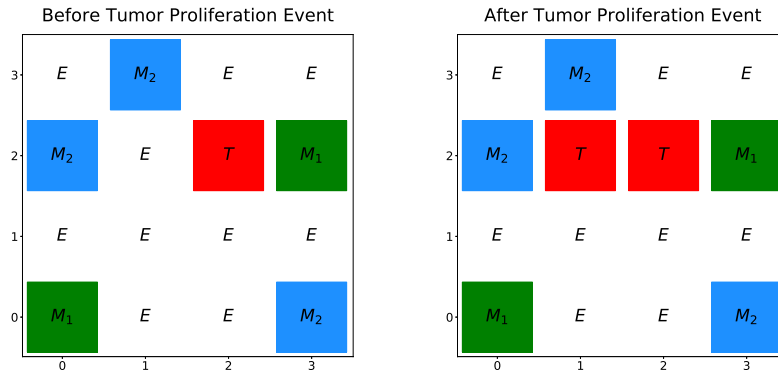 Before Tumor Proliferation Event
3 E M₂ E E
2 M₂ E T M₁
1 E E E E
0 M₁ E E M₂
0 1 2 3
After Tumor Proliferation Event
3 E M₂ E E
2 M₂ T T M₁
1 E E E E
0 M₁ E E M₂
0 1 2 3